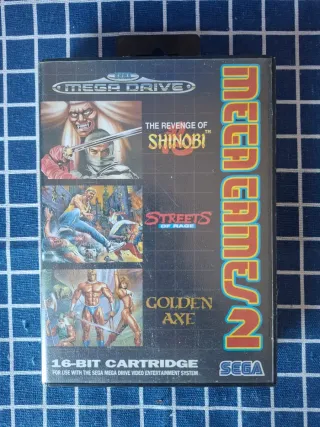 SEGA
MEGA DRIVE
MEGA GAMES 2
THE REVENGE OF
SHINOBI™
STREETS
OF RAGE
GOLDEN
AXE
16-BIT CARTRIDGE
FOR USE WITH THE SEGA MEGA DRIVE VIDEO ENTERTAINMENT SYSTEM
SEGA